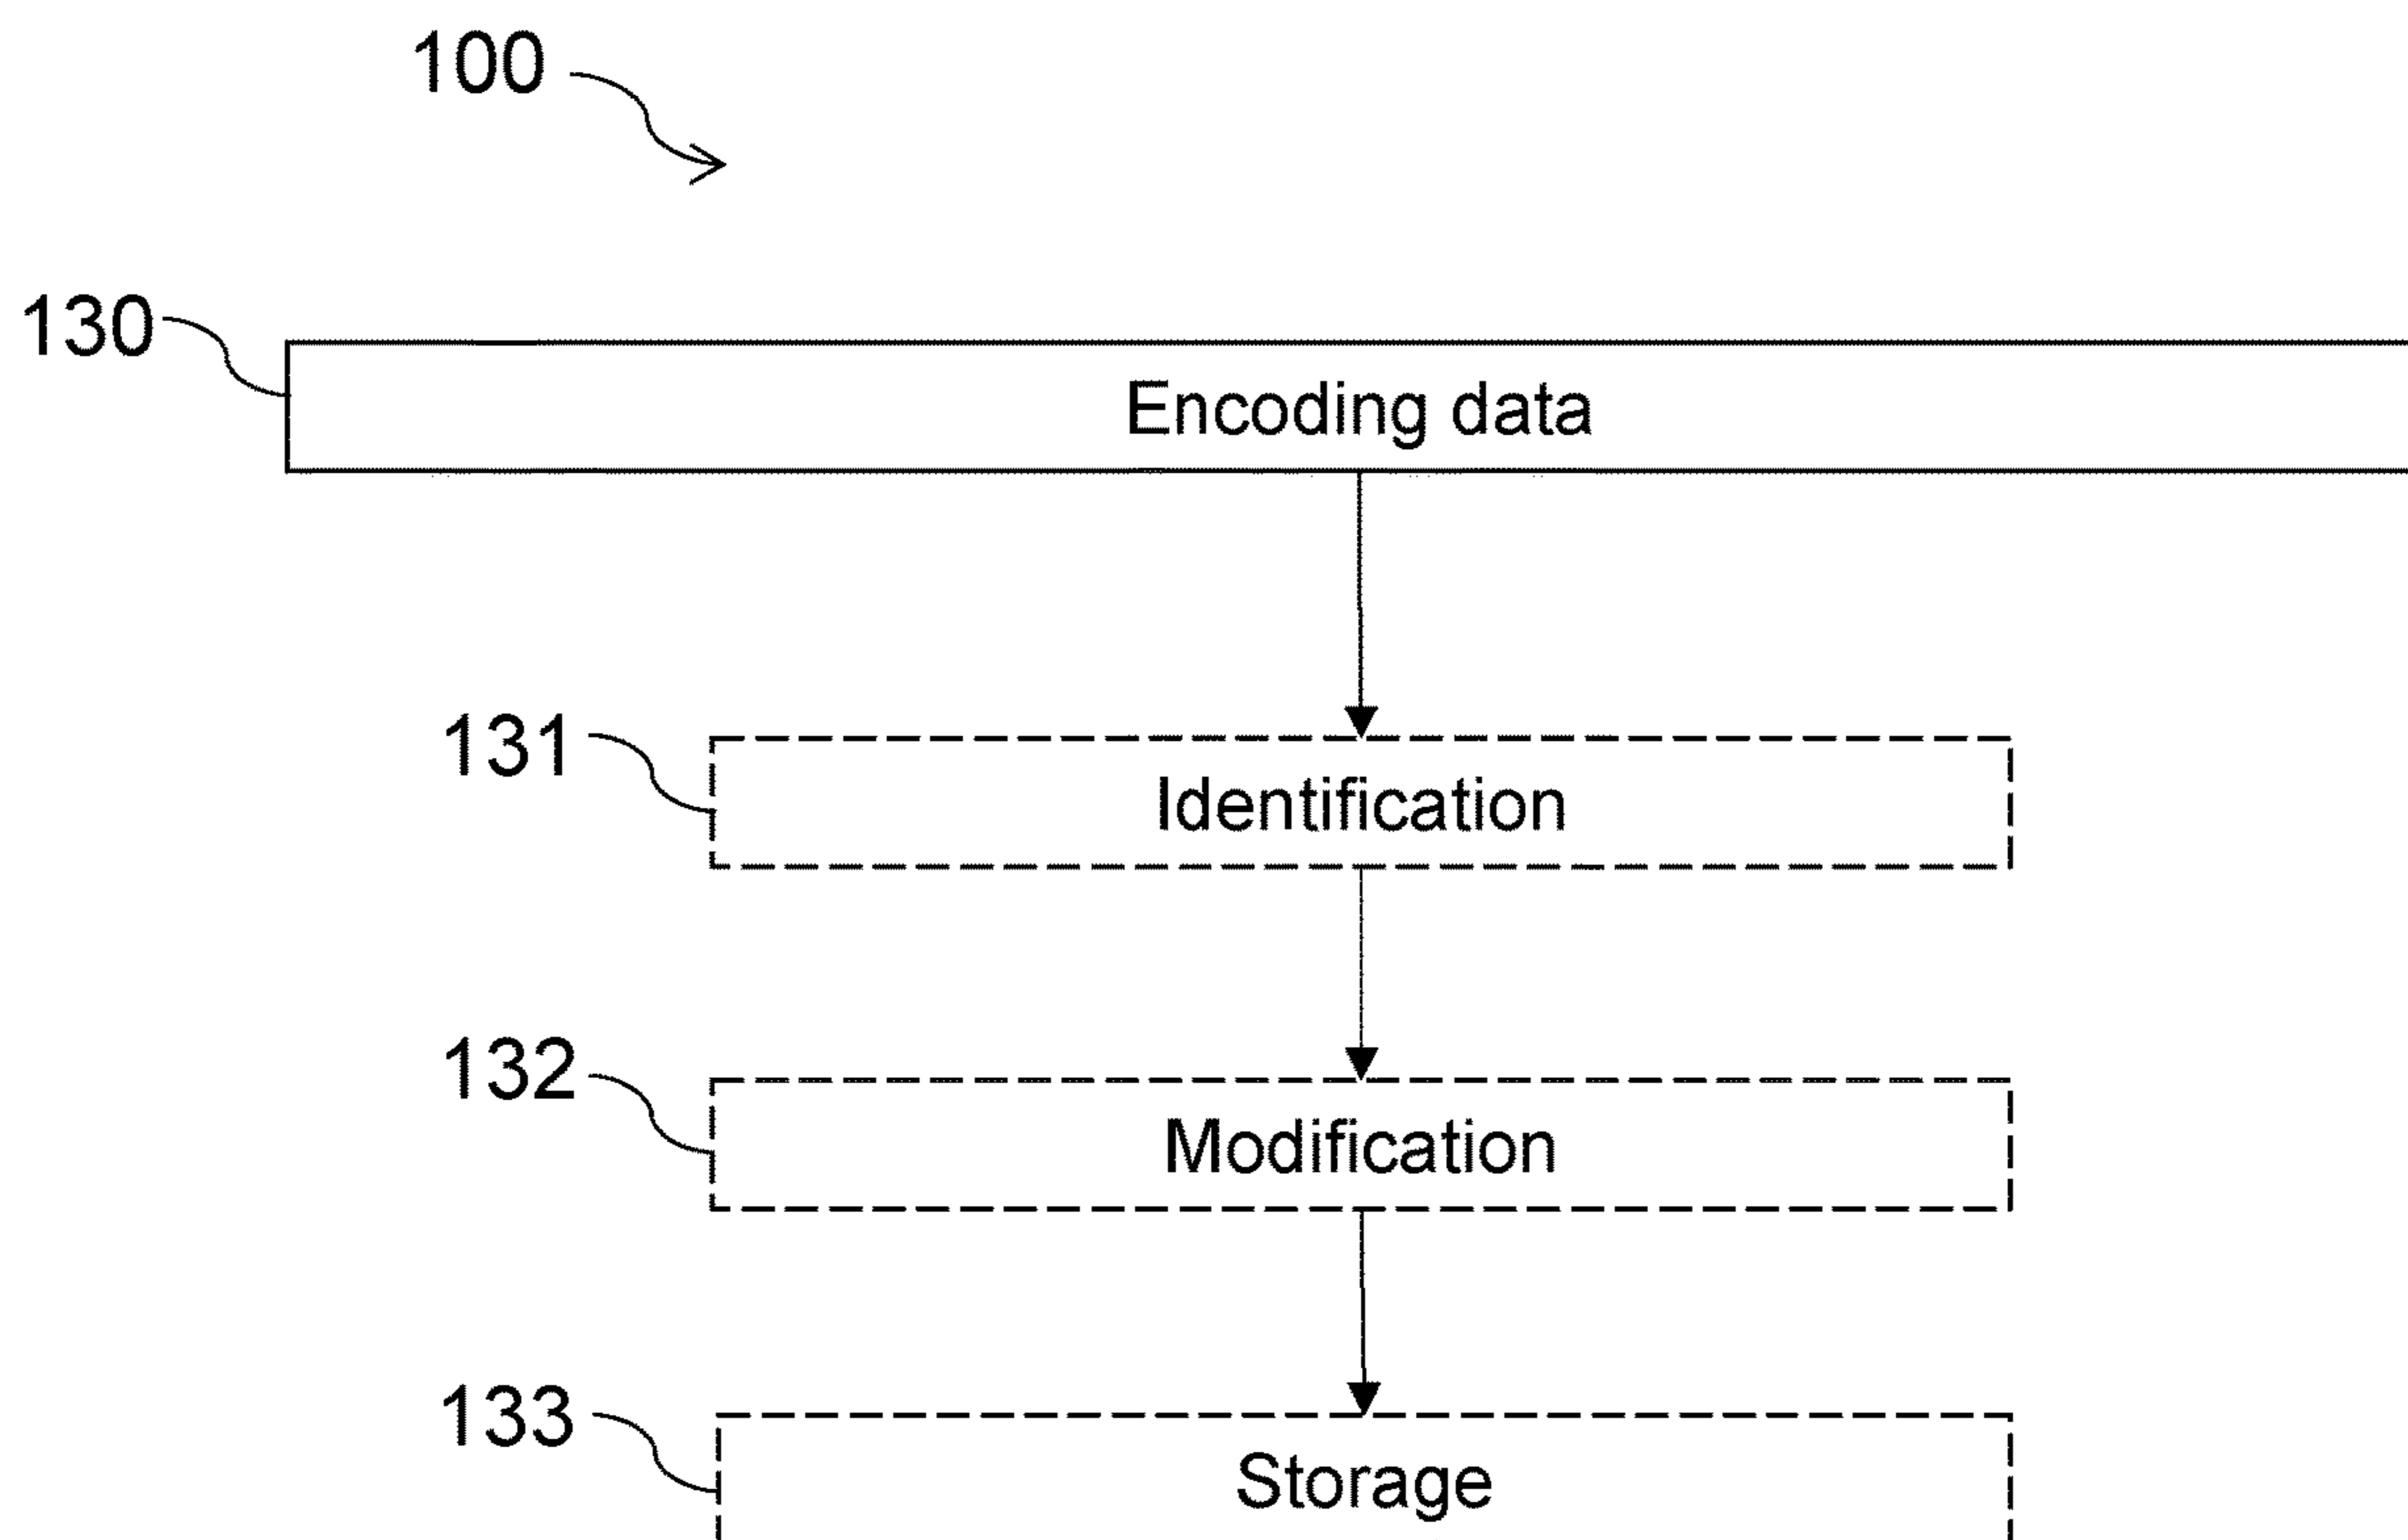 100
130
Encoding data
131
Identification
132
Modification
133
Storage